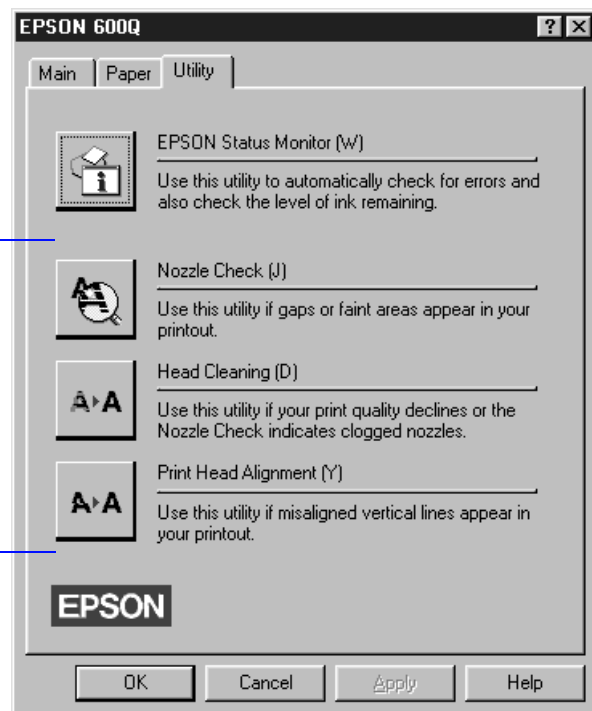 EPSON 600Q
Main Paper Utility
EPSON Status Monitor (W)
Use this utility to automatically check for errors and
also check the level of ink remaining.
Nozzle Check (J)
Use this utility if gaps or faint areas appear in your
printout.
Head Cleaning (D)
Use this utility if your print quality declines or the
Nozzle Check indicates clogged nozzles.
Print Head Alignment (Y)
Use this utility if misaligned vertical lines appear in
your printout.
EPSON
OK Cancel Apply Help